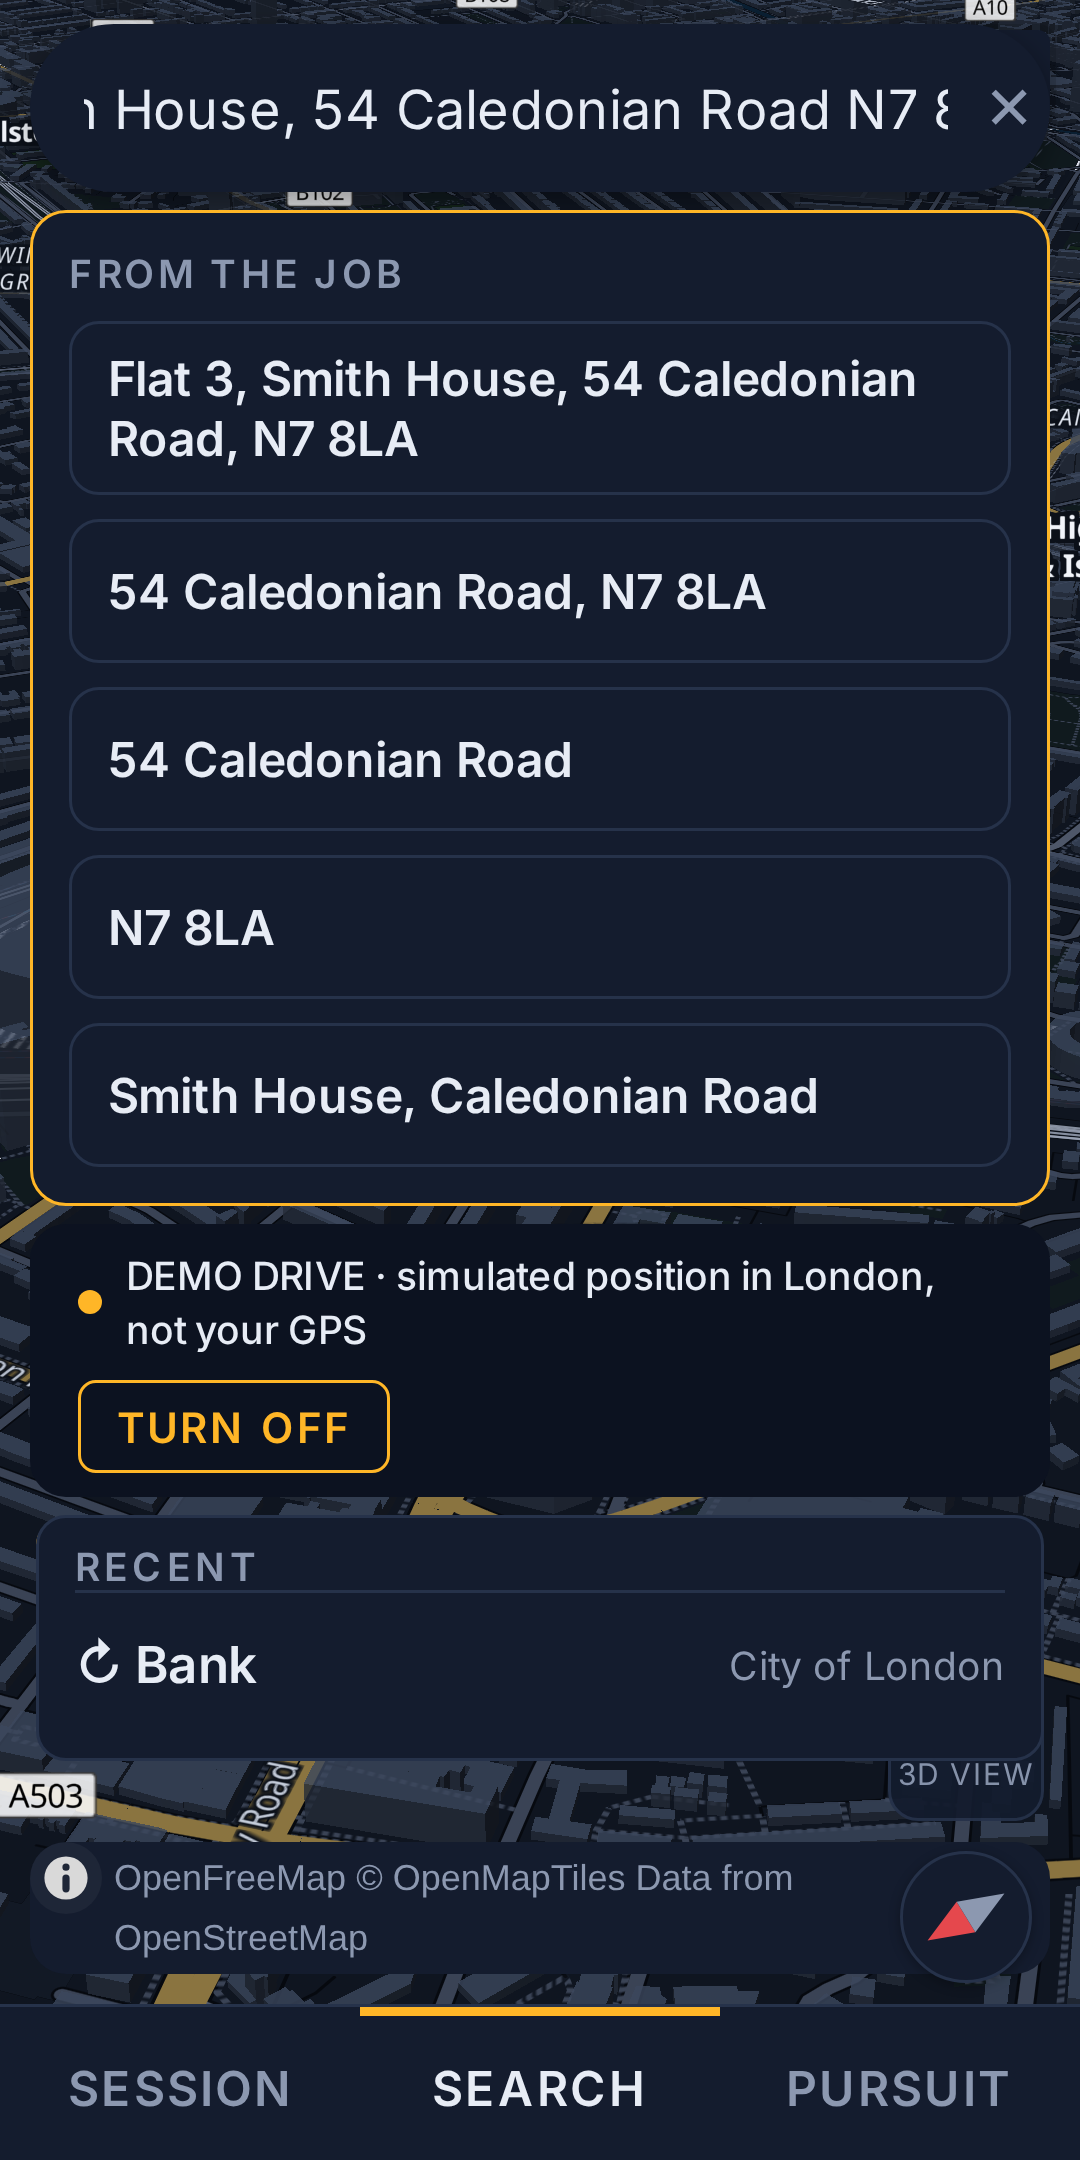 A10
House, 54 Caledonian Road N7
B102
FROM THE JOB
Flat 3, Smith House, 54 Caledonian
Road, N7 8LA
54 Caledonian Road, N7 8LA
54 Caledonian Road
N7 8LA
Smith House, Caledonian Road
DEMO DRIVE · simulated position in London,
not your GPS
TURN OFF
RECENT
Bank City of London
3D VIEW
A503
Road
OpenFreeMap © OpenMapTiles Data from
OpenStreetMap
SESSION SEARCH PURSUIT